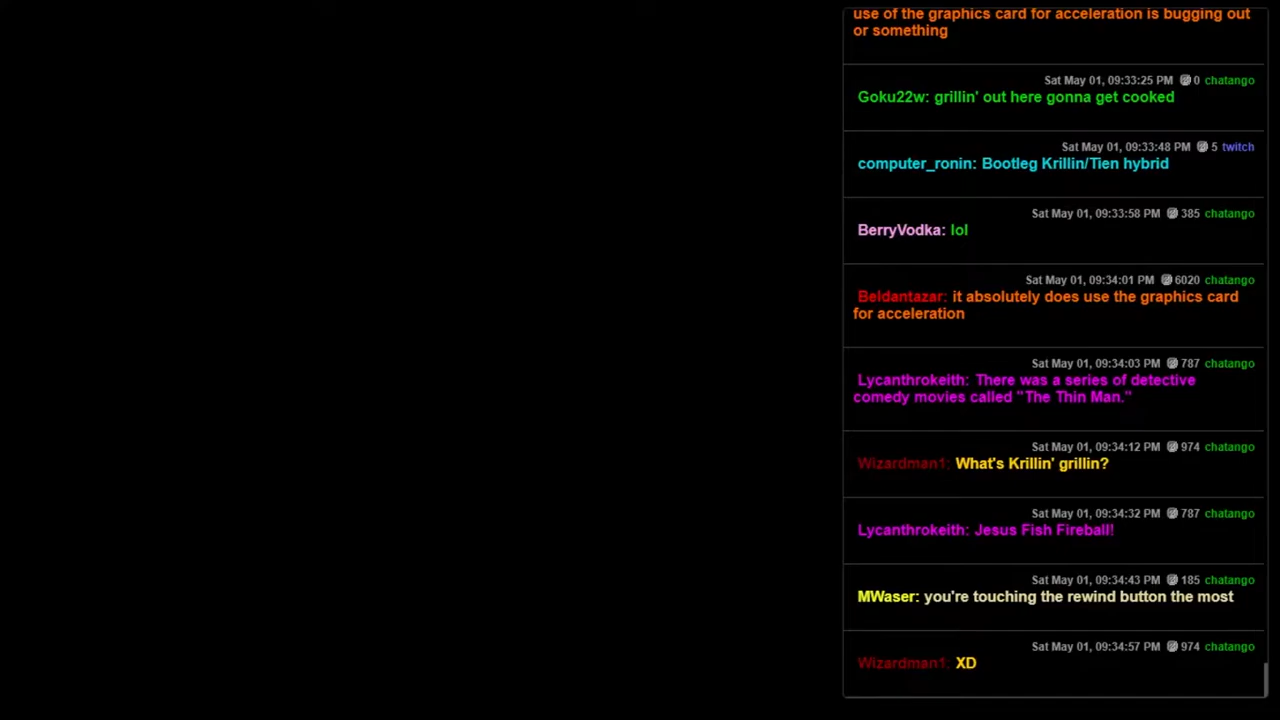 use of the graphics card for acceleration is bugging out
or something
Sat May 01, 09:33:25 PM 0 chatango
Goku22w: grillin' out here gonna get cooked
Sat May 01, 09:33:48 PM 5 twitch
computer_ronin: Bootleg Krillin/Tien hybrid
Sat May 01, 09:33:58 PM 385 chatango
BerryVodka: lol
Sat May 01, 09:34:01 PM 6020 chatango
Beldantazar: it absolutely does use the graphics card
for acceleration
Sat May 01, 09:34:03 PM 787 chatango
Lycanthrokeith: There was a series of detective
comedy movies called "The Thin Man."
Sat May 01, 09:34:12 PM 974 chatango
Wizardman1: What's Krillin' grillin?
Sat May 01, 09:34:32 PM 787 chatango
Lycanthrokeith: Jesus Fish Fireball!
Sat May 01, 09:34:43 PM 185 chatango
MWaser: you're touching the rewind button the most
Sat May 01, 09:34:57 PM 974 chatango
Wizardman1: XD